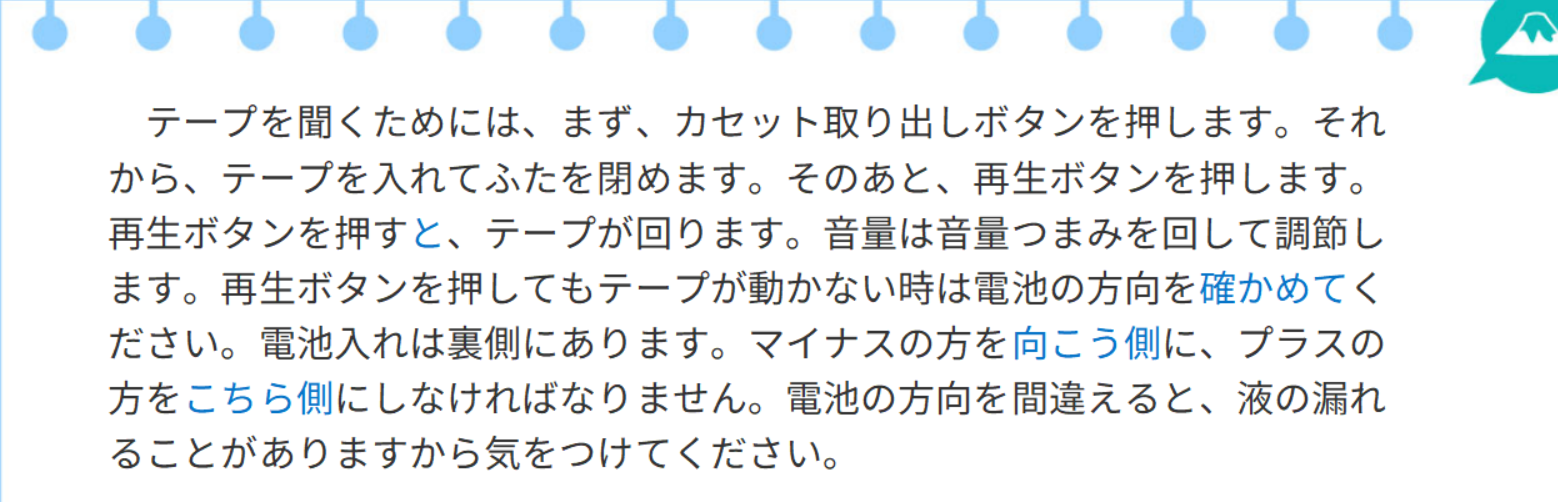 テープを聞くためには、まず、カセット取り出しボタンを押します。それ
から、テープを入れてふたを閉めます。そのあと、再生ボタンを押します。
再生ボタンを押すと、テープが回ります。音量は音量つまみを回して調節し
ます。再生ボタンを押してもテープが動かない時は電池の方向を確かめてく
ださい。電池入れは裏側にあります。マイナスの方を向こう側に、プラスの
方をこちら側にしなければなりません。電池の方向を間違えると、液の漏れ
ることがありますから気をつけてください。